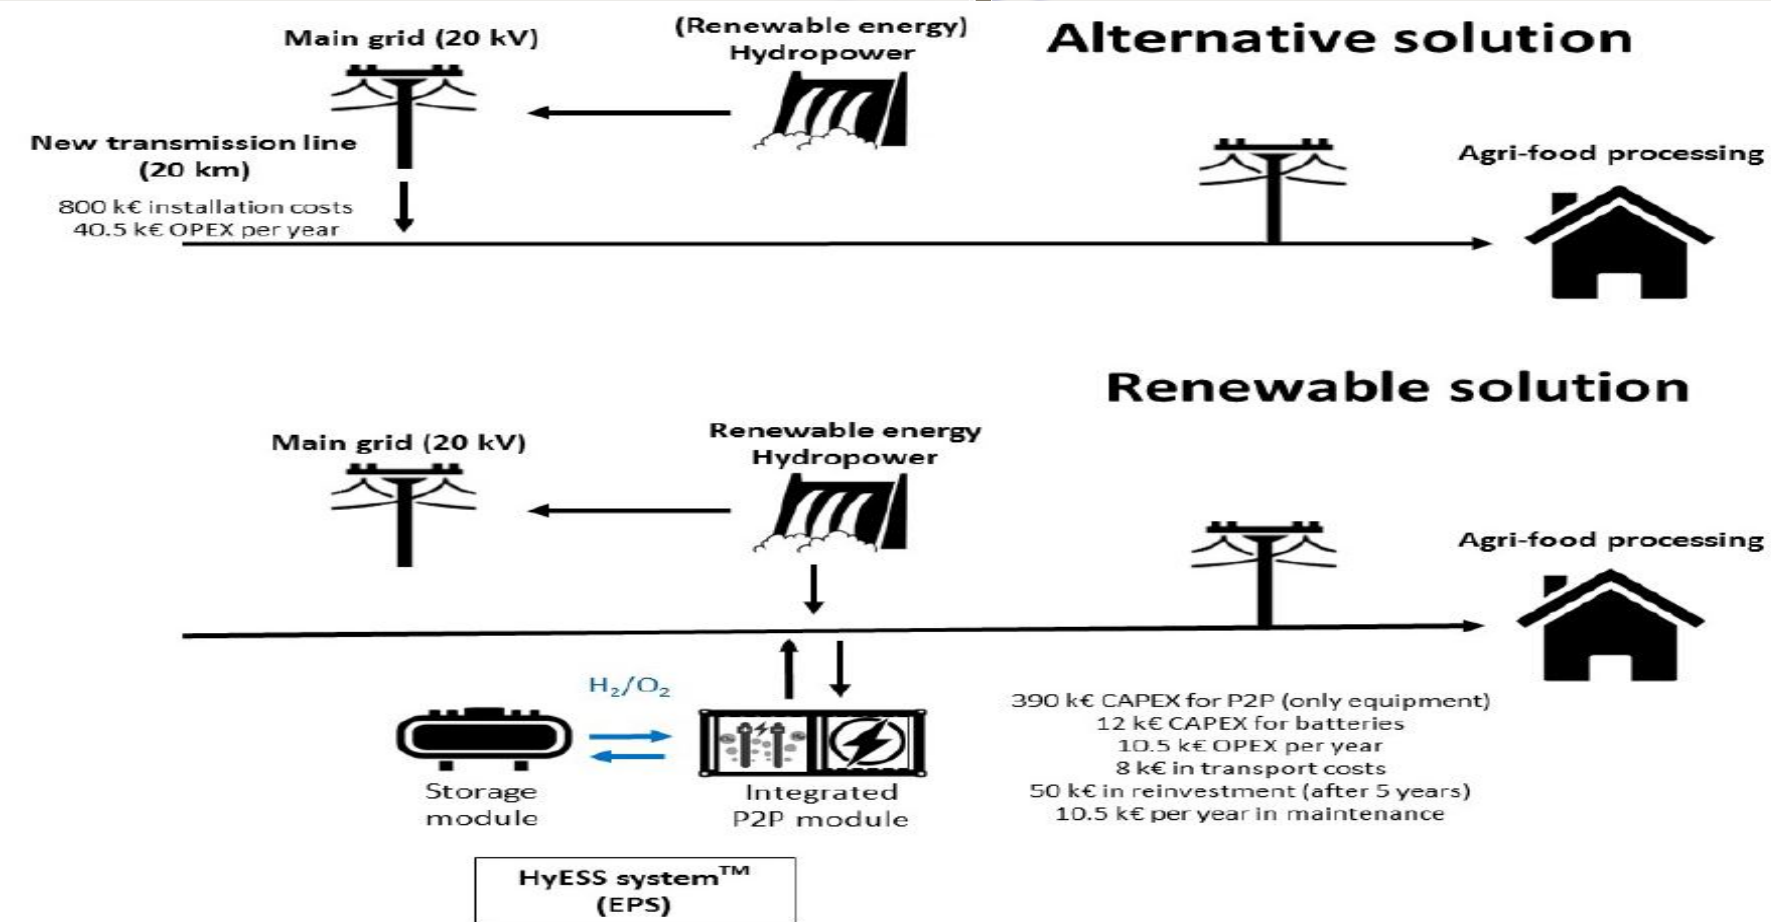 Main grid (20 kV)
(Renewable energy)
Hydropower
Alternative solution
New transmission line
(20 km)
800 k€ installation costs
40.5 k€ OPEX per year
Agri-food processing
Renewable solution
Main grid (20 kV)
Renewable energy
Hydropower
Agri-food processing
H₂/O₂
Storage
module
Integrated
P2P module
390 k€ CAPEX for P2P (only equipment)
12 k€ CAPEX for batteries
10.5 k€ OPEX per year
8 k€ in transport costs
50 k€ in reinvestment (after 5 years)
10.5 k€ per year in maintenance
HyESS system™
(EPS)